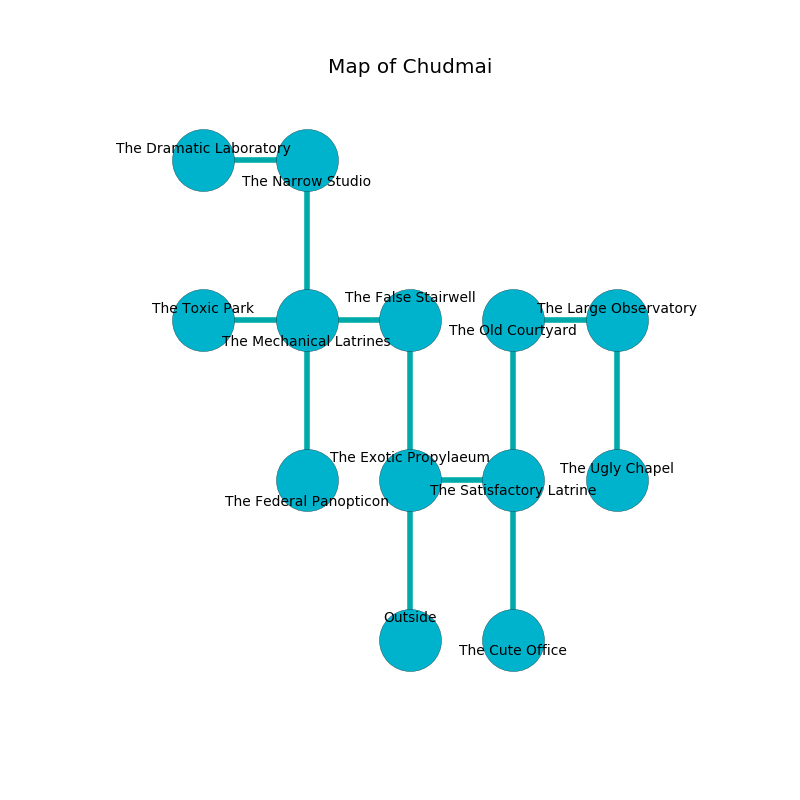 Map of Chudmai
The Dramatic Laboratory
The Narrow Studio
The False Stairwell
The Toxic Park
The Large Observatory
The Old Courtyard
The Mechanical Latrines
The Exotic Propylaeum
The Ugly Chapel
The Satisfactory Latrine
The Federal Panopticon
Outside
The Cute Office